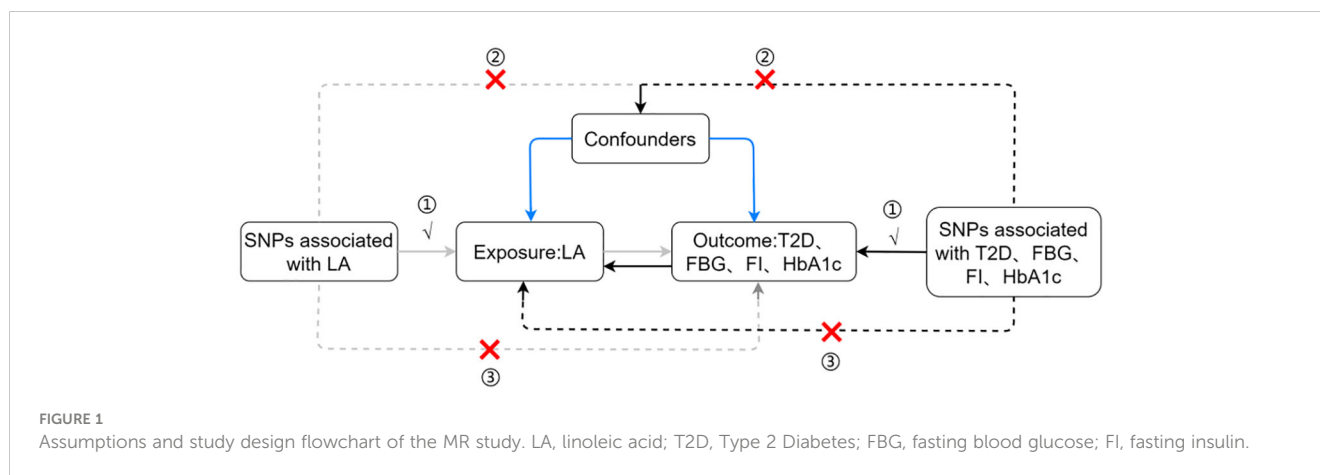 ② ②
Confounders
①
√
①
√
SNPs associated
with LA
Exposure:LA
Outcome:T2D、
FBG、FI、HbA1c
SNPs associated
with T2D、FBG、
FI、HbA1c
③
③
FIGURE 1
Assumptions and study design flowchart of the MR study. LA, linoleic acid; T2D, Type 2 Diabetes; FBG, fasting blood glucose; FI, fasting insulin.